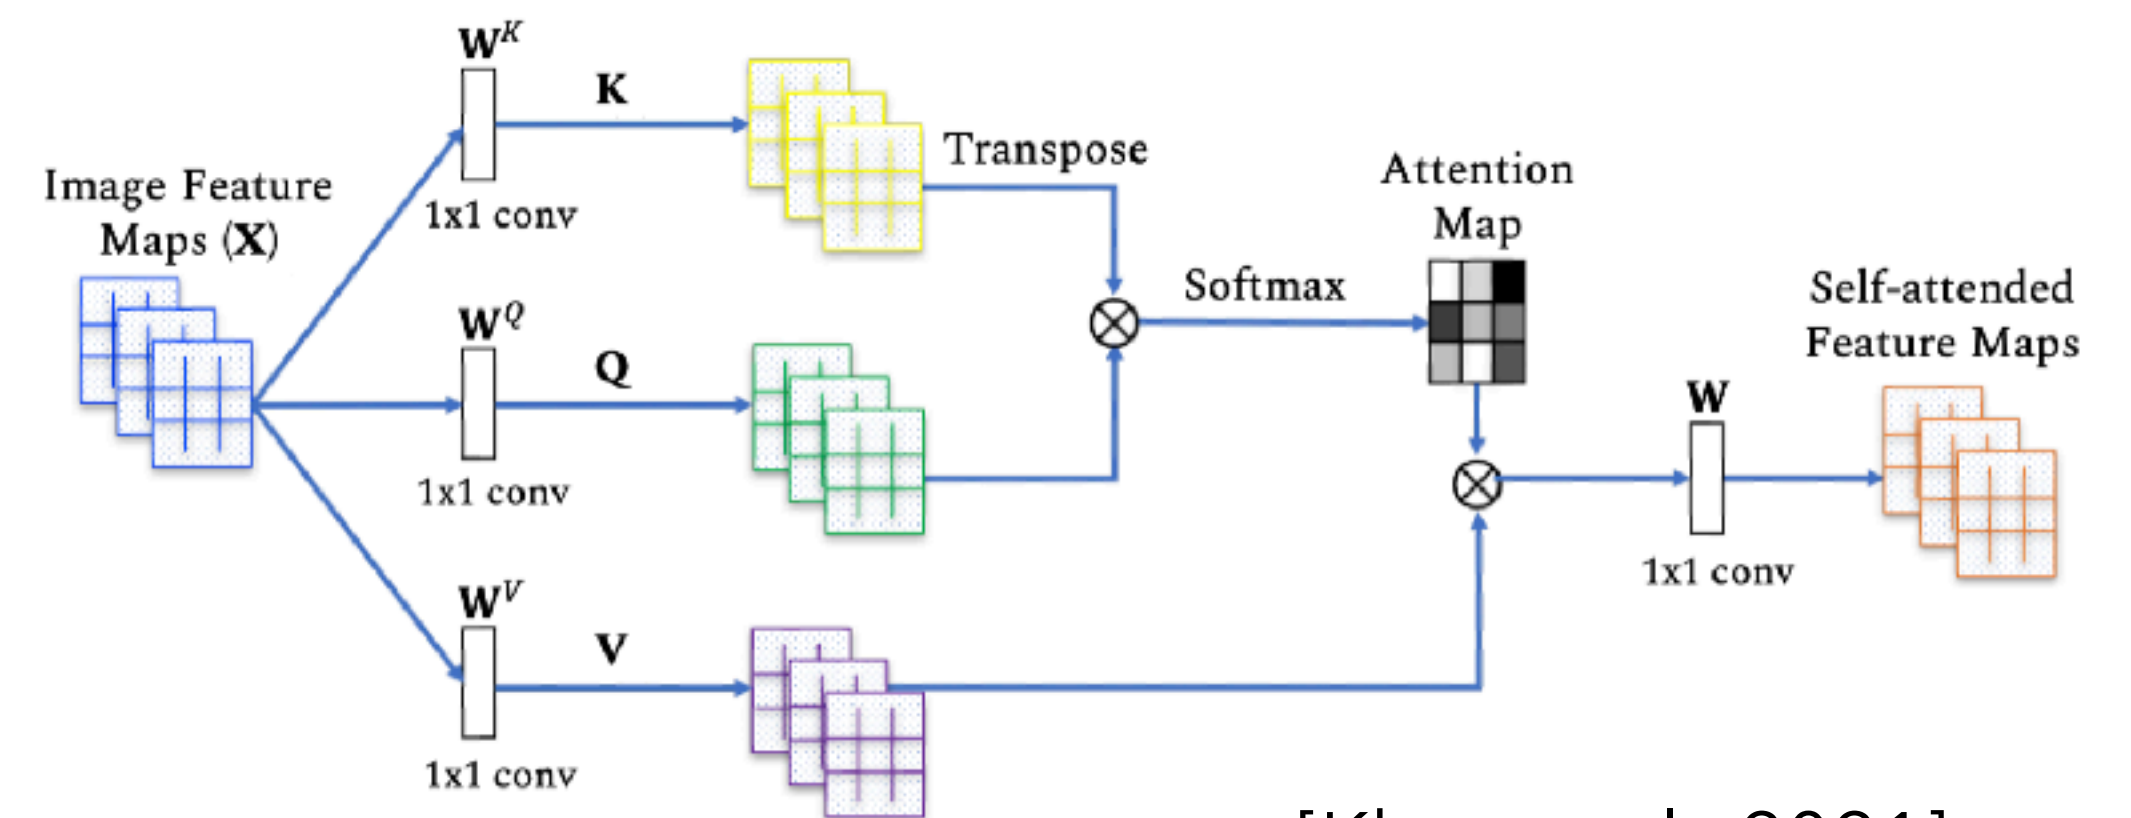 W^K
K
Transpose
1x1 conv
Image Feature
Maps (X)
W^Q
Q
1x1 conv
W^V
V
1x1 conv
Softmax
Attention
Map
W
1x1 conv
Self-attended
Feature Maps